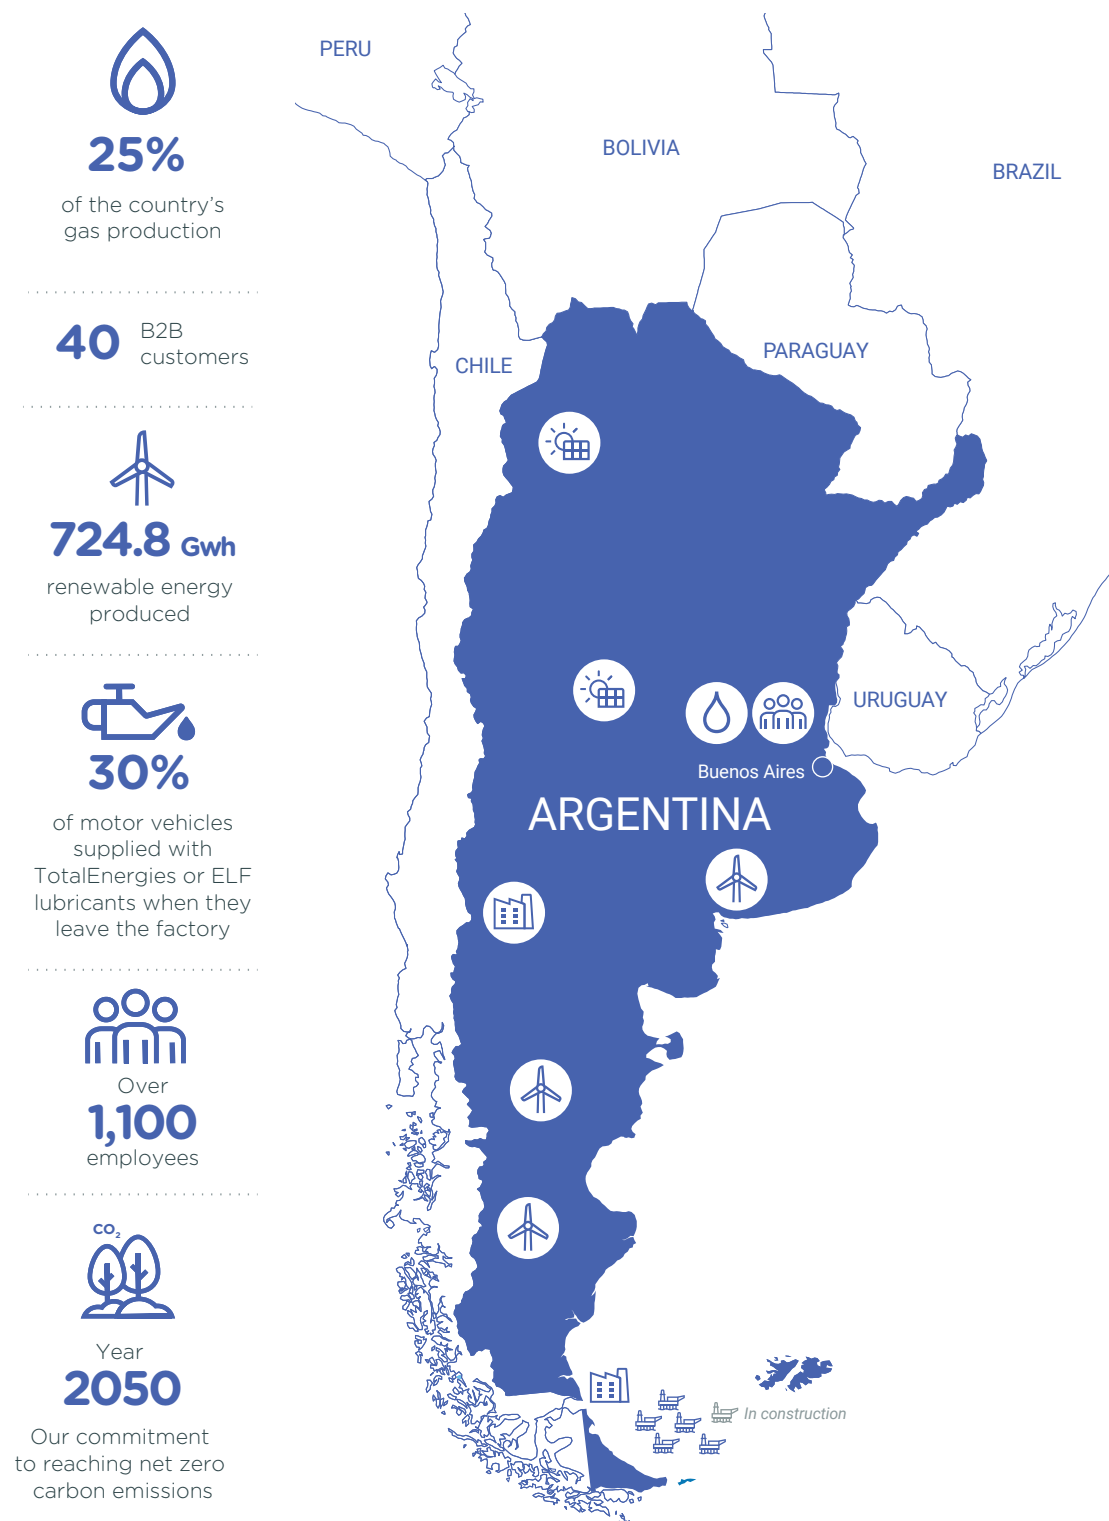 25%
of the country's
gas production
40
B2B
customers
724.8 Gwh
renewable energy
produced
30%
of motor vehicles
supplied with
TotalEnergies or ELF
lubricants when they
leave the factory
Over
1,100
employees
CO₂
Year
2050
Our commitment
to reaching net zero
carbon emissions
PERU
BOLIVIA
BRAZIL
CHILE
PARAGUAY
URUGUAY
Buenos Aires
ARGENTINA
In construction